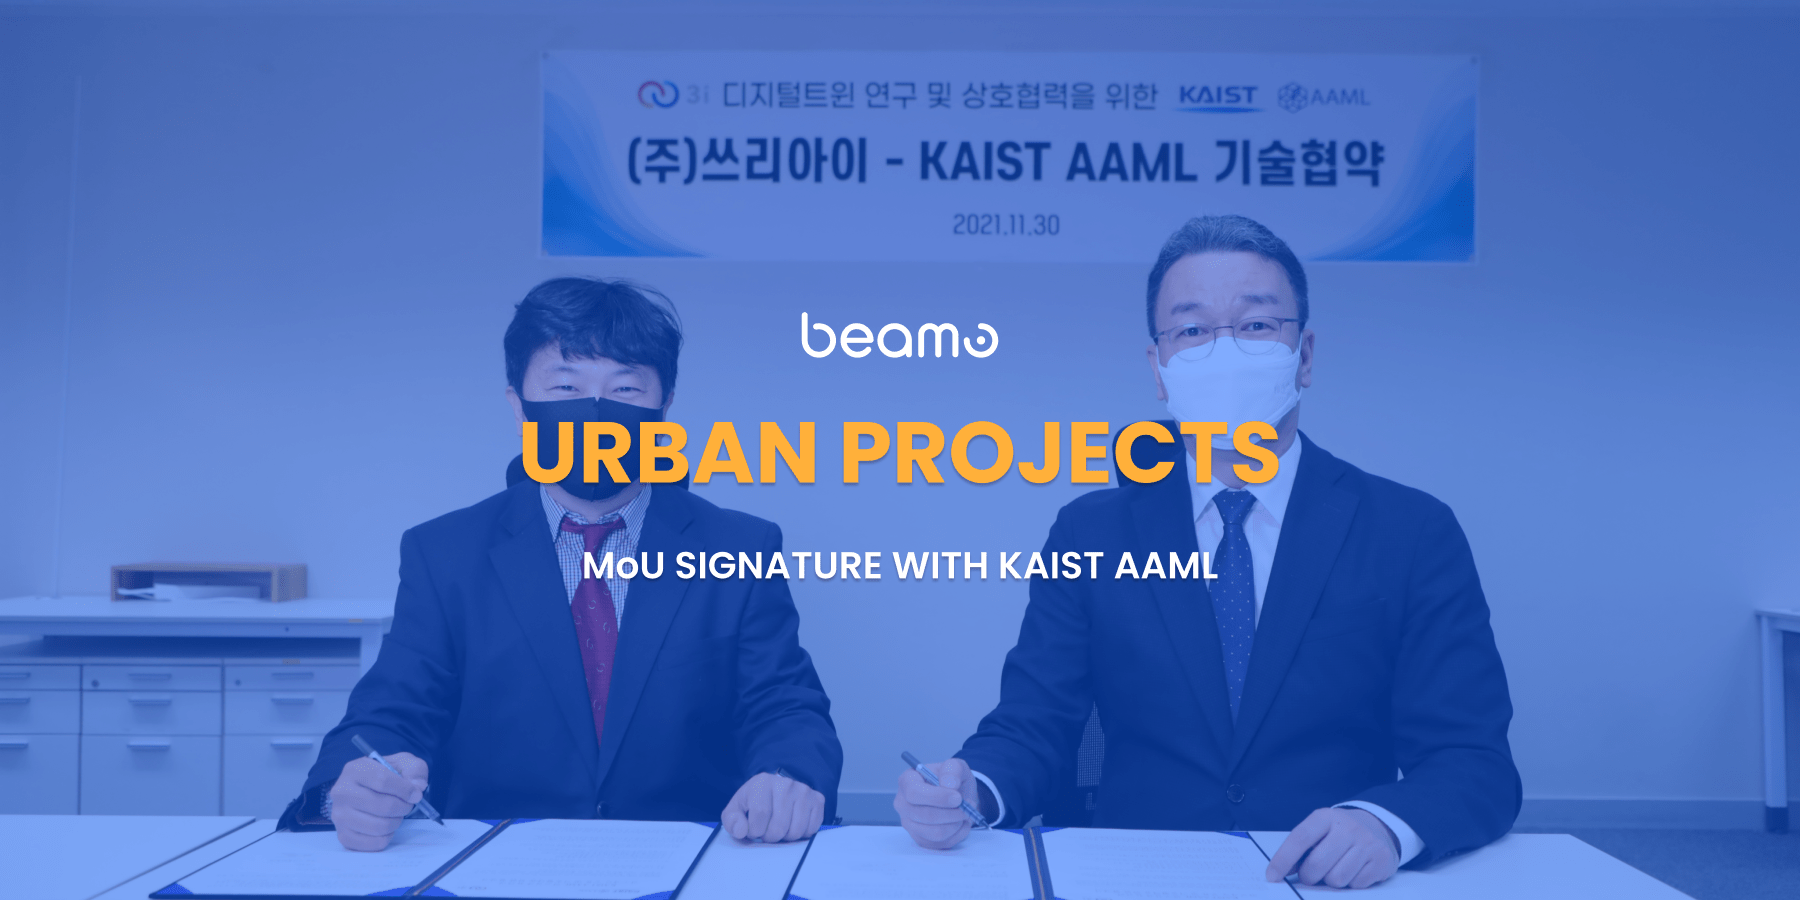 3i 디지털트윈 연구 및 상호협력을 위한 KAIST AAML
(주)쓰리아이 - KAIST AAML 기술협약
2021.11.30
beamo
URBAN PROJECTS
MoU SIGNATURE WITH KAIST AAML